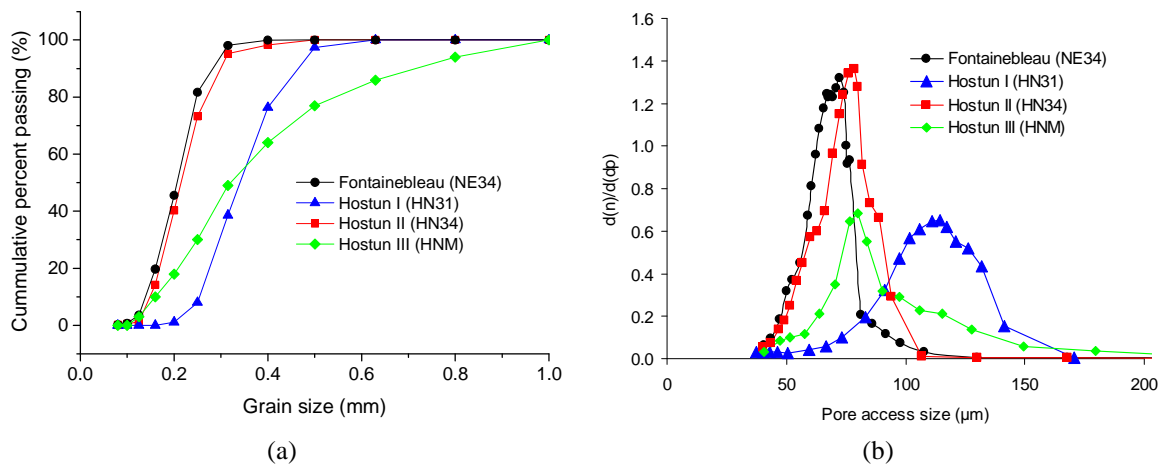 100
80
60
40
20
0
0.0
0.2
0.4
0.6
0.8
1.0
Cummulative percent passing (%)
Grain size (mm)
Fontainebleau (NE34)
Hostun I (HN31)
Hostun II (HN34)
Hostun III (HNM)
(a)
1.6
1.4
1.2
1.0
0.8
0.6
0.4
0.2
0.0
0
50
100
150
200
d(n)/d(dp)
Pore access size (µm)
Fontainebleau (NE34)
Hostun I (HN31)
Hostun II (HN34)
Hostun III (HNM)
(b)